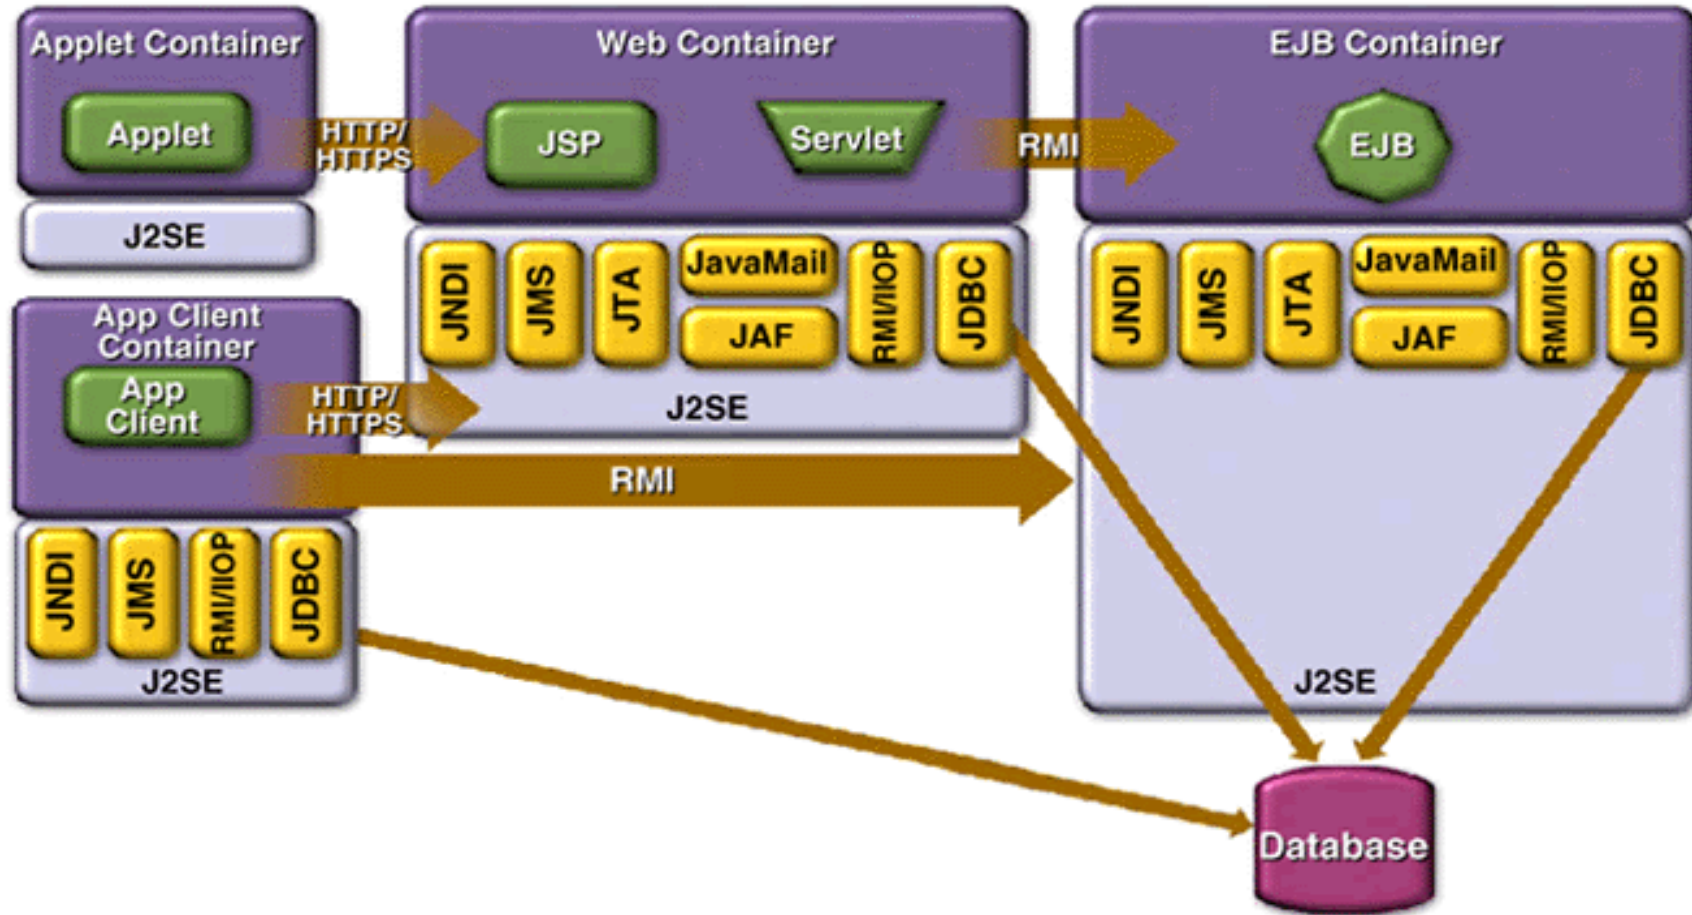 Applet Container
Applet
J2SE
HTTP/
HTTPS
Web Container
JSP
Servlet
JNDI
JMS
JTA
JavaMail
JAF
RMI/IIOP
JDBC
J2SE
RMI
EJB Container
EJB
JNDI
JMS
JTA
JavaMail
JAF
RMI/IIOP
JDBC
J2SE
App Client
Container
App
Client
HTTP/
HTTPS
RMI
JNDI
JMS
RMI/IIOP
JDBC
J2SE
Database